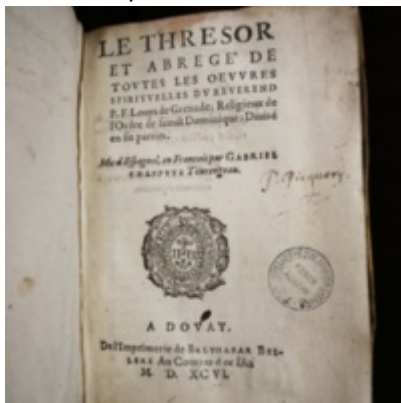 LE THRESOR
ET ABREGE DE
TOVTES LES OEVVRES
SPIRITVELLES DV REVEREND
P. F. Louys de Grenade, Religieux de
l'Ordre de sainct Dominique: Diuisé
en six parties.
Mis d'Espagnol, en François par GABRIEL
CHAPPVYS Tourangeau.
P. Picquery.
A DOVAY,
De l'Imprimerie de BALTHAZAR BEL-
LERE Au Compas d'or l'An
M. D. XCVI.